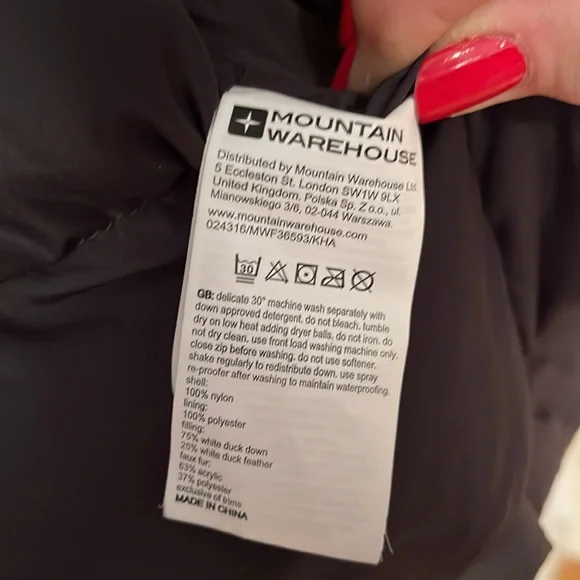 MOUNTAIN
WAREHOUSE
Distributed by Mountain Warehouse Ltd
5 Eccleston St. London SW1W 9LX
United Kingdom. Polska Sp. Z o.o., ul.
Mianowskiego 3/6, 02-044 Warszawa.
www.mountainwarehouse.com
024316/MWF36593/KHA
30
GB: delicate 30° machine wash separately with
down approved detergent. do not bleach. tumble
dry on low heat adding dryer balls. do not iron. do
not dry clean. use front load washing machine only.
close zip before washing. do not use softener.
shake regularly to redistribute down. use spray
re-proofer after washing to maintain waterproofing.
shell:
100% nylon
lining:
100% polyester
filling:
75% white duck down
25% white duck feather
faux fur:
63% acrylic
37% polyester
exclusive of trims
MADE IN CHINA